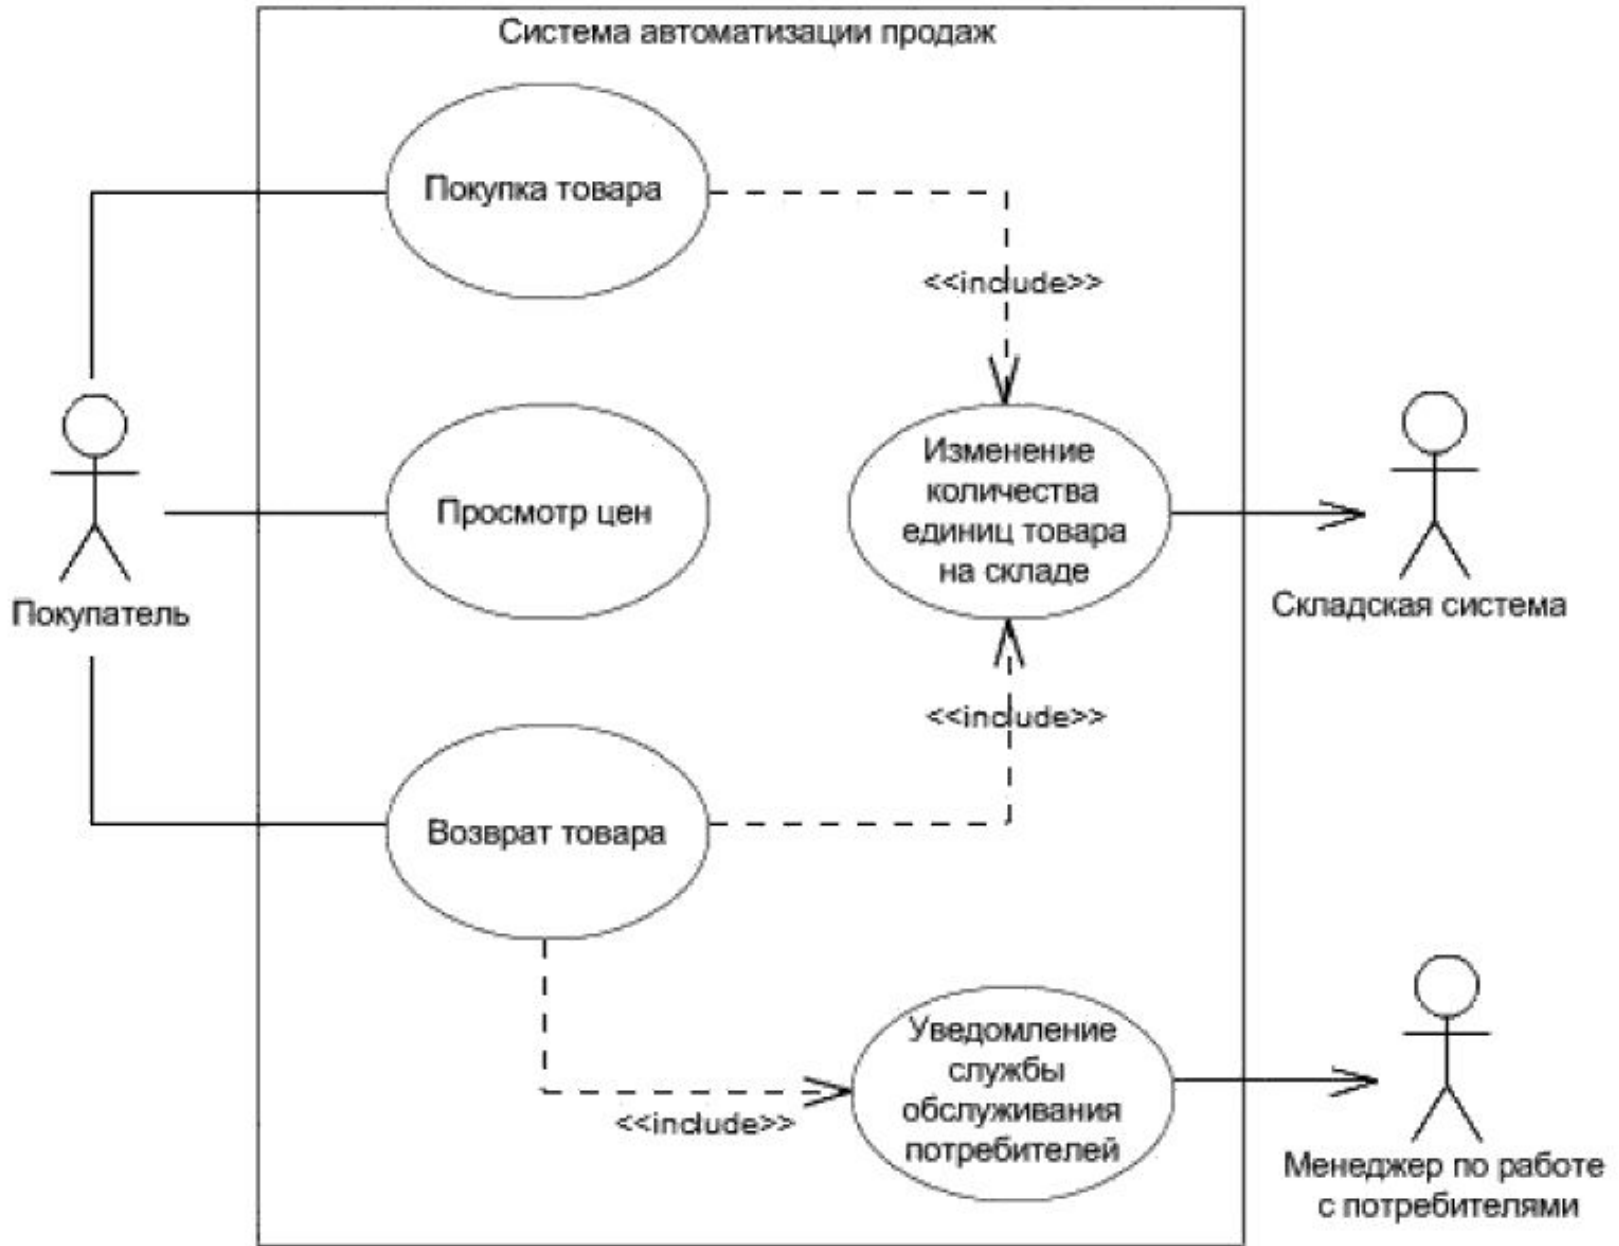 Система автоматизации продаж
Покупка товара
<<include>>
Изменение
количества
единиц товара
на складе
Просмотр цен
Покупатель
Складская система
<<include>>
Возврат товара
Уведомление
службы
обслуживания
потребителей
<<include>>
Менеджер по работе
с потребителями